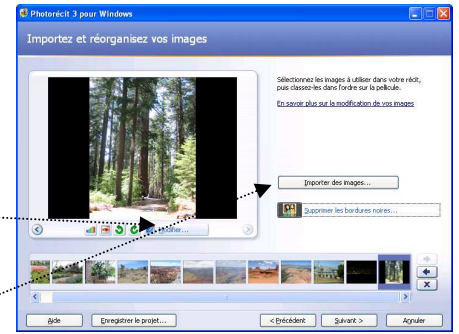 Photorécit 3 pour Windows
Importez et réorganisez vos images
Sélectionnez les images à utiliser dans votre récit,
puis classez-les dans l'ordre sur la pellicule.
En savoir plus sur la modification de vos images
Importer des images...
Supprimer les bordures noires...
Modifier...
Aide
Enregistrer le projet...
< Précédent
Suivant >
Annuler